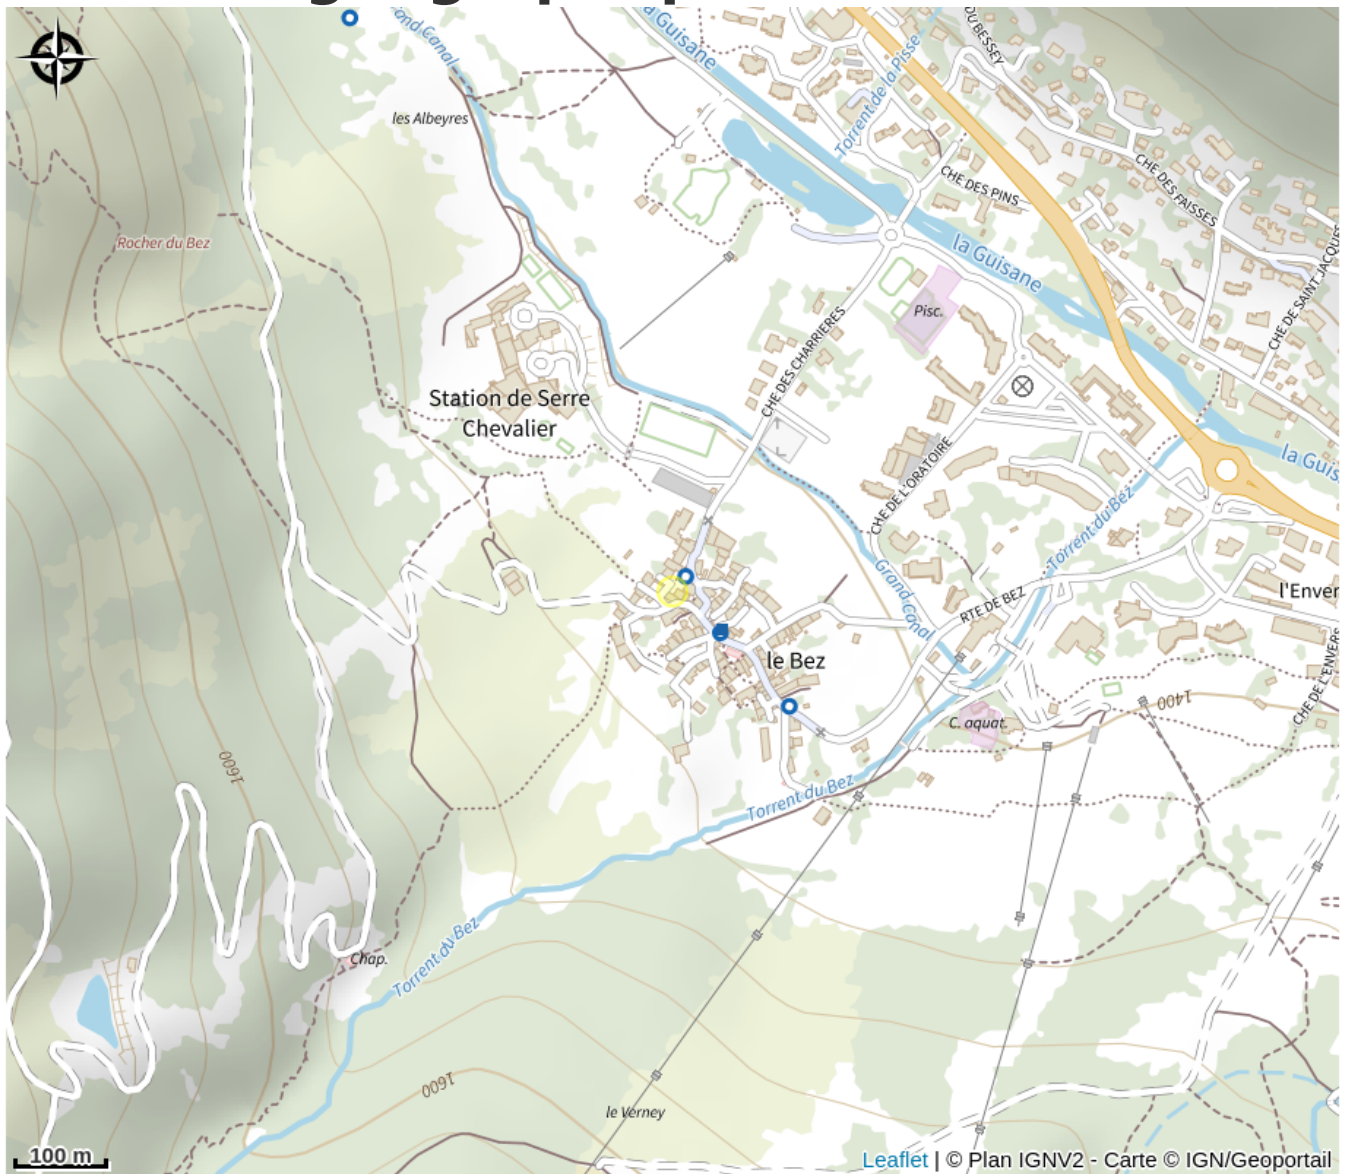 Grand Canal
la Guisane
Torrent de la Pisse
DU BESSEY
les Albeyres
CHE DES PINS
CHE DES FAISSES
Rocher du Bez
la Guisane
CHE DE SAINT JACQUES
Pisc.
CHE DES CHARRIERES
Station de Serre
Chevalier
CHE DE L'ORATOIRE
la Guis
Torrent du Bez
Grand Canal
RTE DE BEZ
l'Enver
le Bez
CHE DE L'ENVERS
1400
C. aquat.
1600
Torrent du Bez
Torrent du Bez
Chap.
1600
le Verney
100 m
Leaflet | © Plan IGNV2 - Carte © IGN/Geoportail